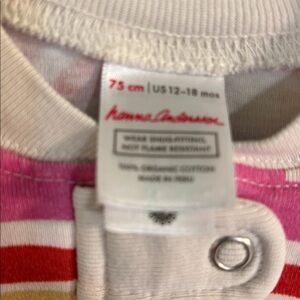 75 cm | US 12-18 mos
hanna andersson
WEAR SNUG-FITTING,
NOT FLAME RESISTANT
100% ORGANIC COTTON
MADE IN PERU